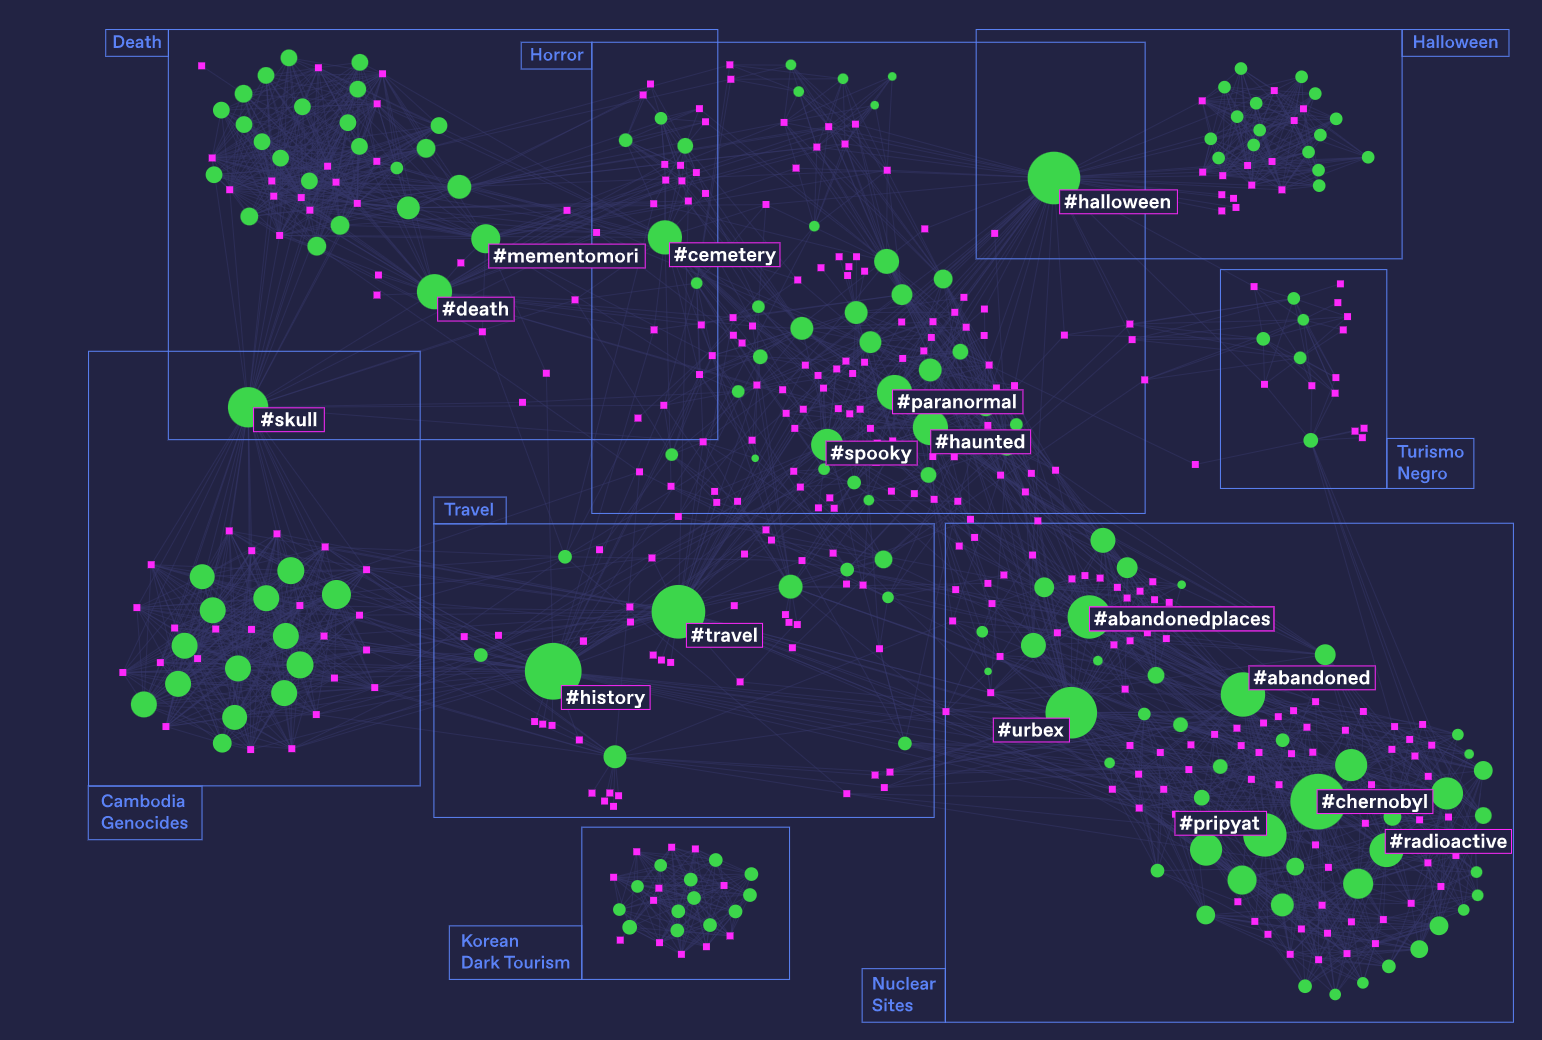 Death
Horror
Halloween
#halloween
#mementomori
#cemetery
#death
#skull
#paranormal
#haunted
#spooky
Turismo
Negro
Travel
#abandonedplaces
#travel
#abandoned
#history
#urbex
Cambodia
Genocides
#chernobyl
#pripyat
#radioactive
Korean
Dark Tourism
Nuclear
Sites